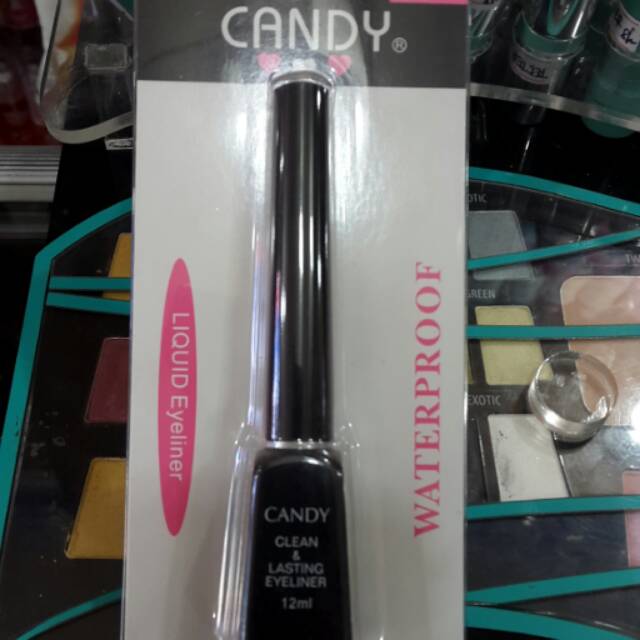 CANDY®
LIQUID Eyeliner
WATERPROOF
CANDY
CLEAN
&
LASTING
EYELINER
12ml
GREEN
EXOTIC